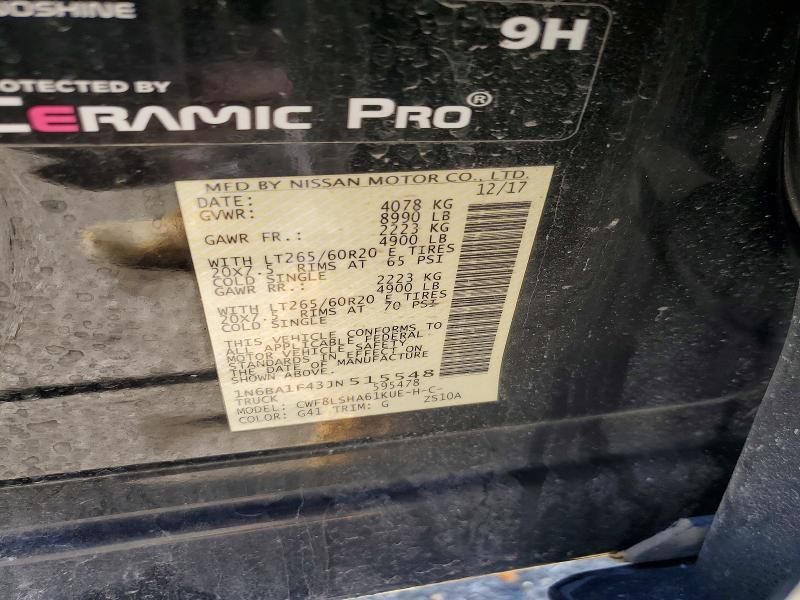 9H
PROTECTED BY
CERAMIC PRO®
MFD BY NISSAN MOTOR CO., LTD.
DATE: 12/17
GVWR: 4078 KG
8990 LB
GAWR FR.: 2223 KG
4900 LB
WITH LT265/60R20 E TIRES
20X7.5 RIMS AT 65 PSI
COLD SINGLE
GAWR RR.: 2223 KG
4900 LB
WITH LT265/60R20 E TIRES
20X7.5 RIMS AT 70 PSI
COLD SINGLE
THIS VEHICLE CONFORMS TO
ALL APPLICABLE FEDERAL
MOTOR VEHICLE SAFETY
STANDARDS IN EFFECT ON
THE DATE OF MANUFACTURE
SHOWN ABOVE
1N6BA1F43JN515548
TRUCK 595478
MODEL: CWF8LSHA61KUE-H-C-
COLOR: G41 TRIM: G ZS10A